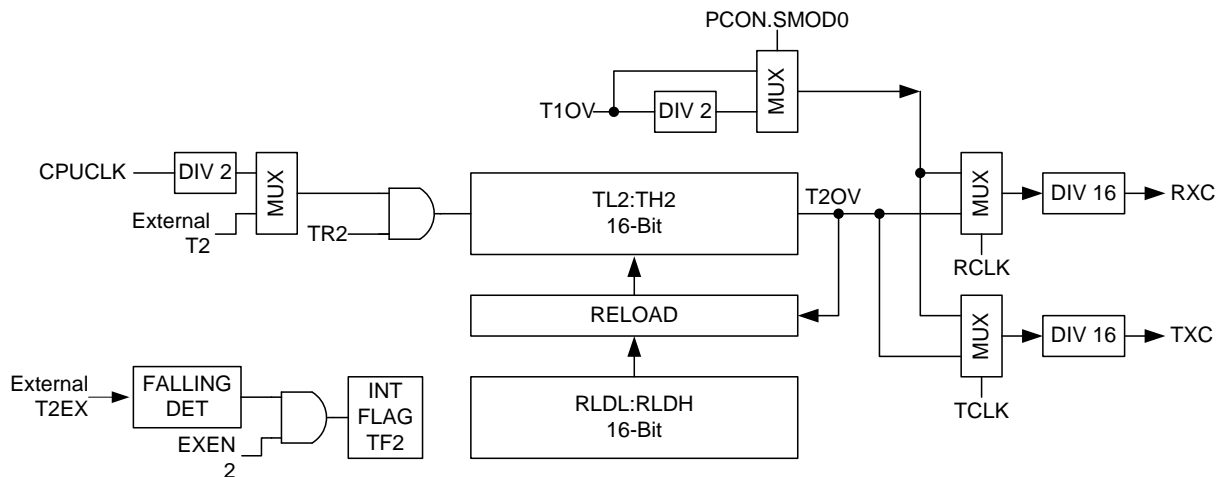 PCON.SMOD0
MUX
T1OV
DIV 2
CPUCLK
DIV 2
MUX
External
T2
TR2
TL2:TH2
16-Bit
T2OV
MUX
DIV 16
RXC
RCLK
RELOAD
MUX
DIV 16
TXC
TCLK
External
T2EX
FALLING
DET
EXEN
2
INT
FLAG
TF2
RLDL:RLDH
16-Bit